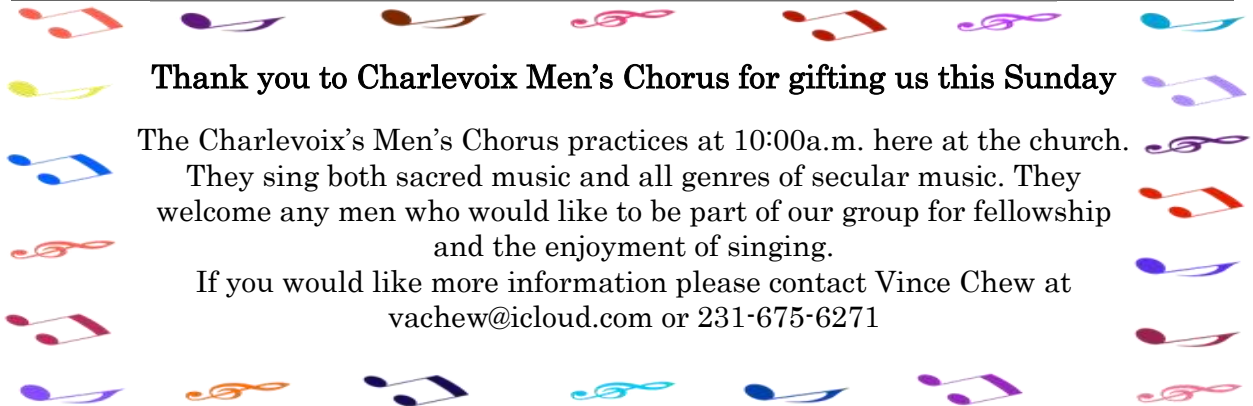 Thank you to Charlevoix Men’s Chorus for gifting us this Sunday
The Charlevoix’s Men’s Chorus practices at 10:00a.m. here at the church.
They sing both sacred music and all genres of secular music. They
welcome any men who would like to be part of our group for fellowship
and the enjoyment of singing.
If you would like more information please contact Vince Chew at
vachew@icloud.com or 231-675-6271